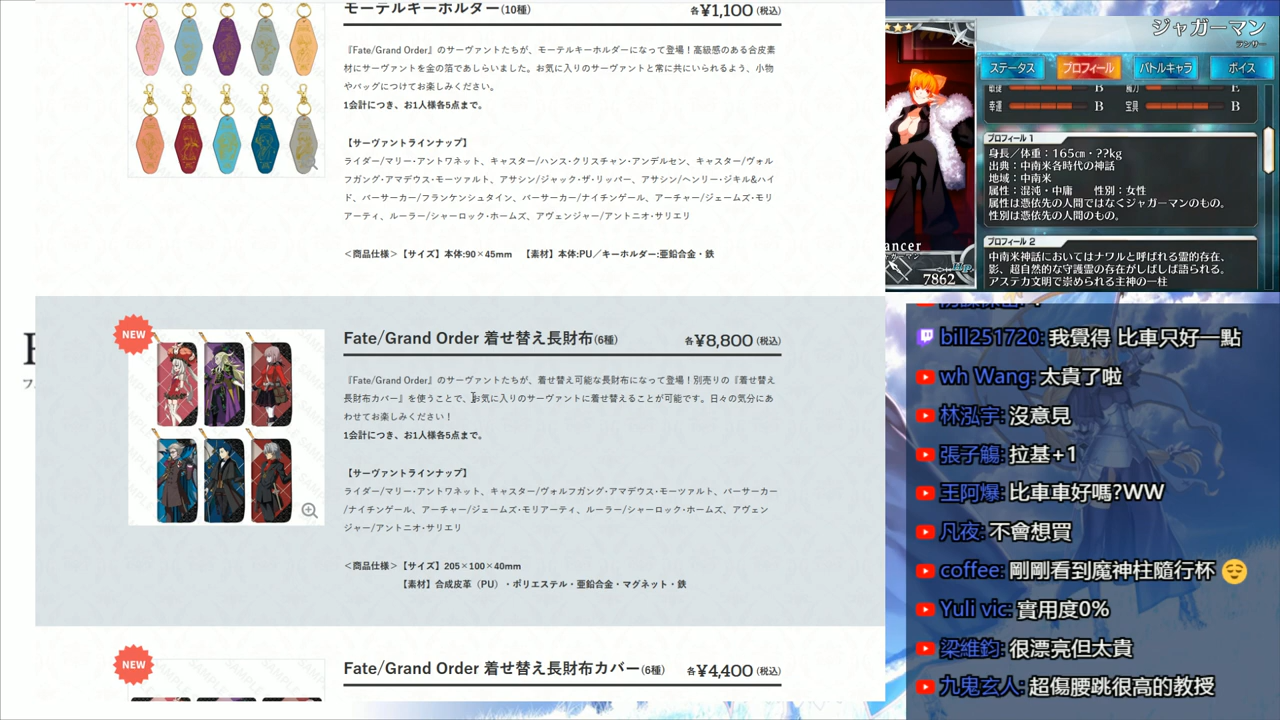 モーテルキーホルダー(10種) 各¥1,100 (税込)
『Fate/Grand Order』のサーヴァントたちが、モーテルキーホルダーになって登場！高級感のある合皮素
材にサーヴァントを金の箔であしらいました。お気に入りのサーヴァントと常に共にいられるよう、小物
やバッグにつけてお楽しみください。
1会計につき、お1人様各5点まで。
【サーヴァントラインナップ】
ライダー/マリー･アントワネット、キャスター/ハンス･クリスチャン･アンデルセン、キャスター/ヴォル
フガング･アマデウス･モーツァルト、アサシン/ジャック･ザ･リッパー、アサシン/ヘンリー･ジキル&ハイ
ド、バーサーカー/フランケンシュタイン、バーサーカー/ナイチンゲール、アーチャー/ジェームズ･モリ
アーティ、ルーラー/シャーロック･ホームズ、アヴェンジャー/アントニオ･サリエリ
＜商品仕様＞【サイズ】本体:90×45mm 【素材】本体:PU／キーホルダー:亜鉛合金・鉄
NEW
Fate/Grand Order 着せ替え長財布(6種) 各¥8,800 (税込)
『Fate/Grand Order』のサーヴァントたちが、着せ替え可能な長財布になって登場！別売りの『着せ替え
長財布カバー』を使うことで、お気に入りのサーヴァントに着せ替えることが可能です。日々の気分にあ
わせてお楽しみください！
1会計につき、お1人様各5点まで。
【サーヴァントラインナップ】
ライダー/マリー･アントワネット、キャスター/ヴォルフガング･アマデウス･モーツァルト、バーサーカー
/ナイチンゲール、アーチャー/ジェームズ･モリアーティ、ルーラー/シャーロック･ホームズ、アヴェン
ジャー/アントニオ･サリエリ
＜商品仕様＞【サイズ】205×100×40mm
【素材】合成皮革（PU）・ポリエステル・亜鉛合金・マグネット・鉄
NEW
Fate/Grand Order 着せ替え長財布カバー(6種) 各¥4,400 (税込)
ジャガーマン
ランサー
ステータス プロフィール バトルキャラ ボイス
幸運 B 宝具 B
プロフィール 1
身長／体重：165cm・??kg
出典：中南米各時代の神話
地域：中南米
属性：混沌・中庸 性別：女性
属性は憑依先の人間ではなくジャガーマンのもの。
性別は憑依先の人間のもの。
プロフィール 2
中南米神話においてはナワルと呼ばれる霊的存在、
影、超自然的な守護霊の存在がしばしば語られる。
アステカ文明で崇められる主神の一柱
ancer
ガーマン
7862
bill251720: 我覺得 比車只好一點
wh Wang: 太貴了啦
林泓宇: 沒意見
張子觴: 拉基+1
王阿爆: 比車車好嗎?WW
凡夜: 不會想買
coffee: 剛剛看到魔神柱隨行杯 😌
Yuli vic: 實用度0%
梁維鈞: 很漂亮但太貴
九鬼玄人: 超傷腰跳很高的教授